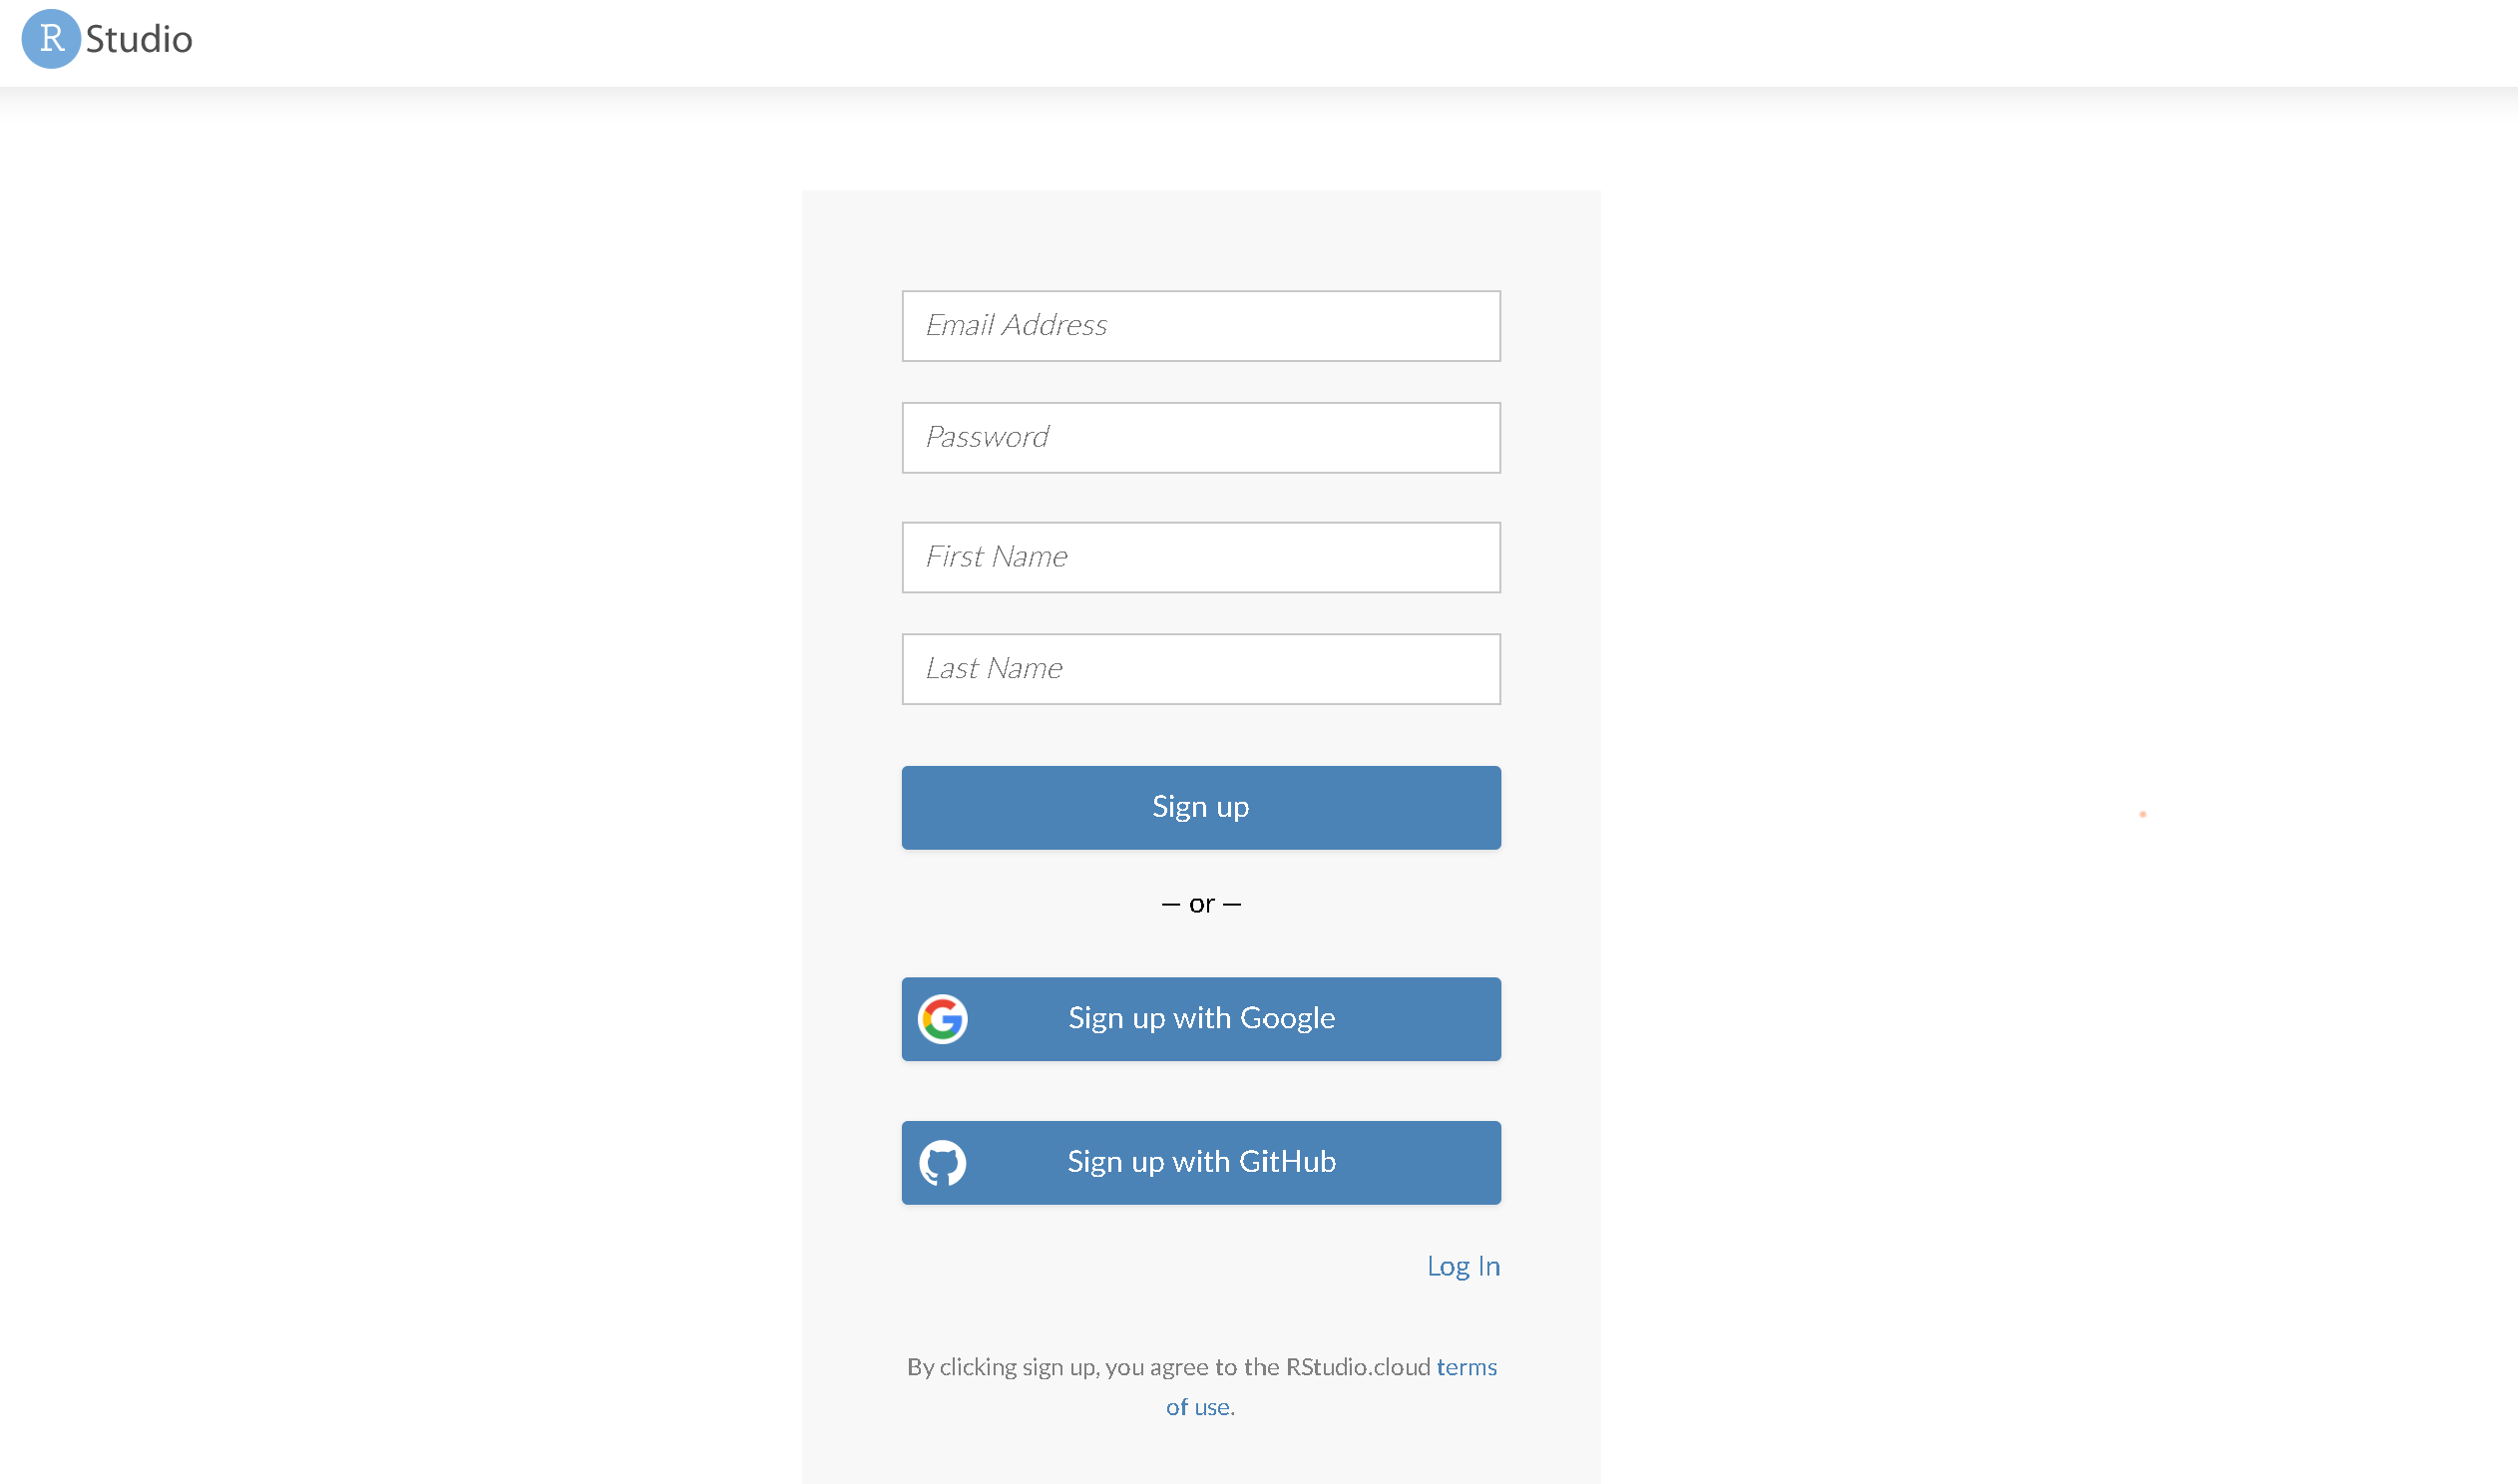 R Studio
Email Address
Password
First Name
Last Name
Sign up
— or —
Sign up with Google
Sign up with GitHub
Log In
By clicking sign up, you agree to the RStudio.cloud terms
of use.